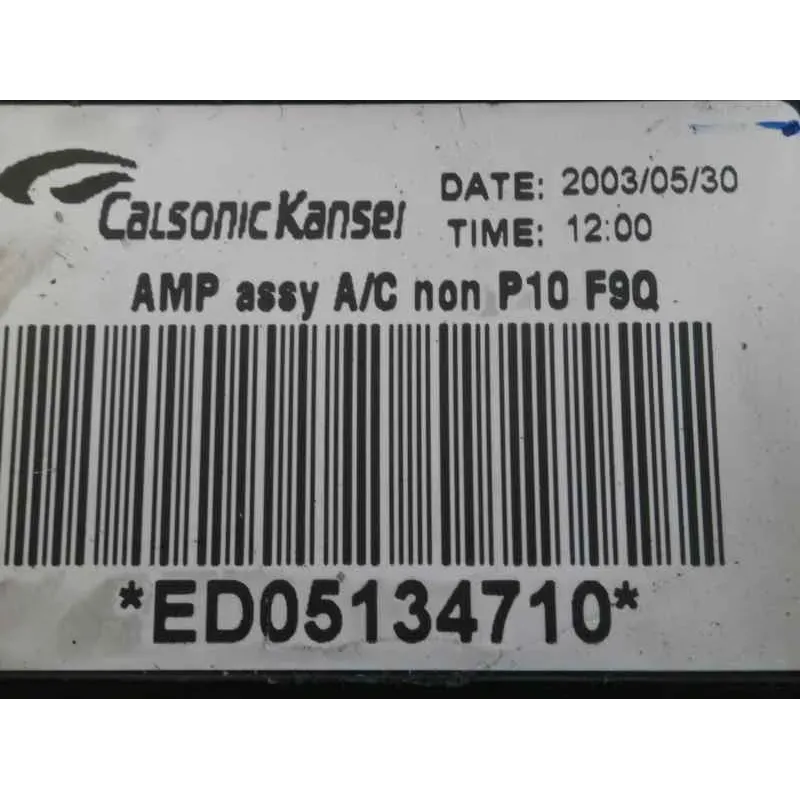 CalsonicKansei
DATE: 2003/05/30
TIME: 12:00
AMP assy A/C non P10 F9Q
*ED05134710*